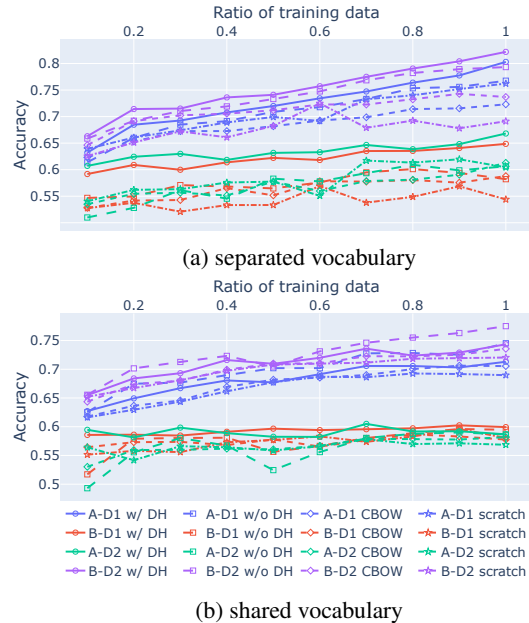 Ratio of training data
0.2 0.4 0.6 0.8 1
Accuracy
0.8
0.75
0.7
0.65
0.6
0.55
(a) separated vocabulary
Ratio of training data
0.2 0.4 0.6 0.8 1
Accuracy
0.75
0.7
0.65
0.6
0.55
0.5
A-D1 w/ DH A-D1 w/o DH A-D1 CBOW A-D1 scratch
B-D1 w/ DH B-D1 w/o DH B-D1 CBOW B-D1 scratch
A-D2 w/ DH A-D2 w/o DH A-D2 CBOW A-D2 scratch
B-D2 w/ DH B-D2 w/o DH B-D2 CBOW B-D2 scratch
(b) shared vocabulary